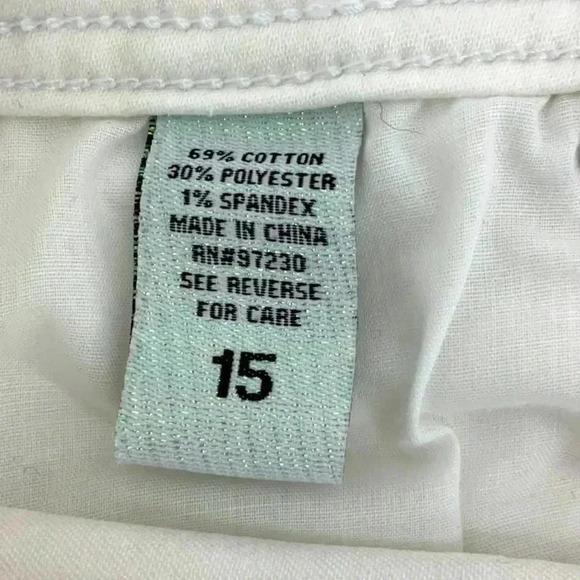 69% COTTON
30% POLYESTER
1% SPANDEX
MADE IN CHINA
RN#97230
SEE REVERSE
FOR CARE
15